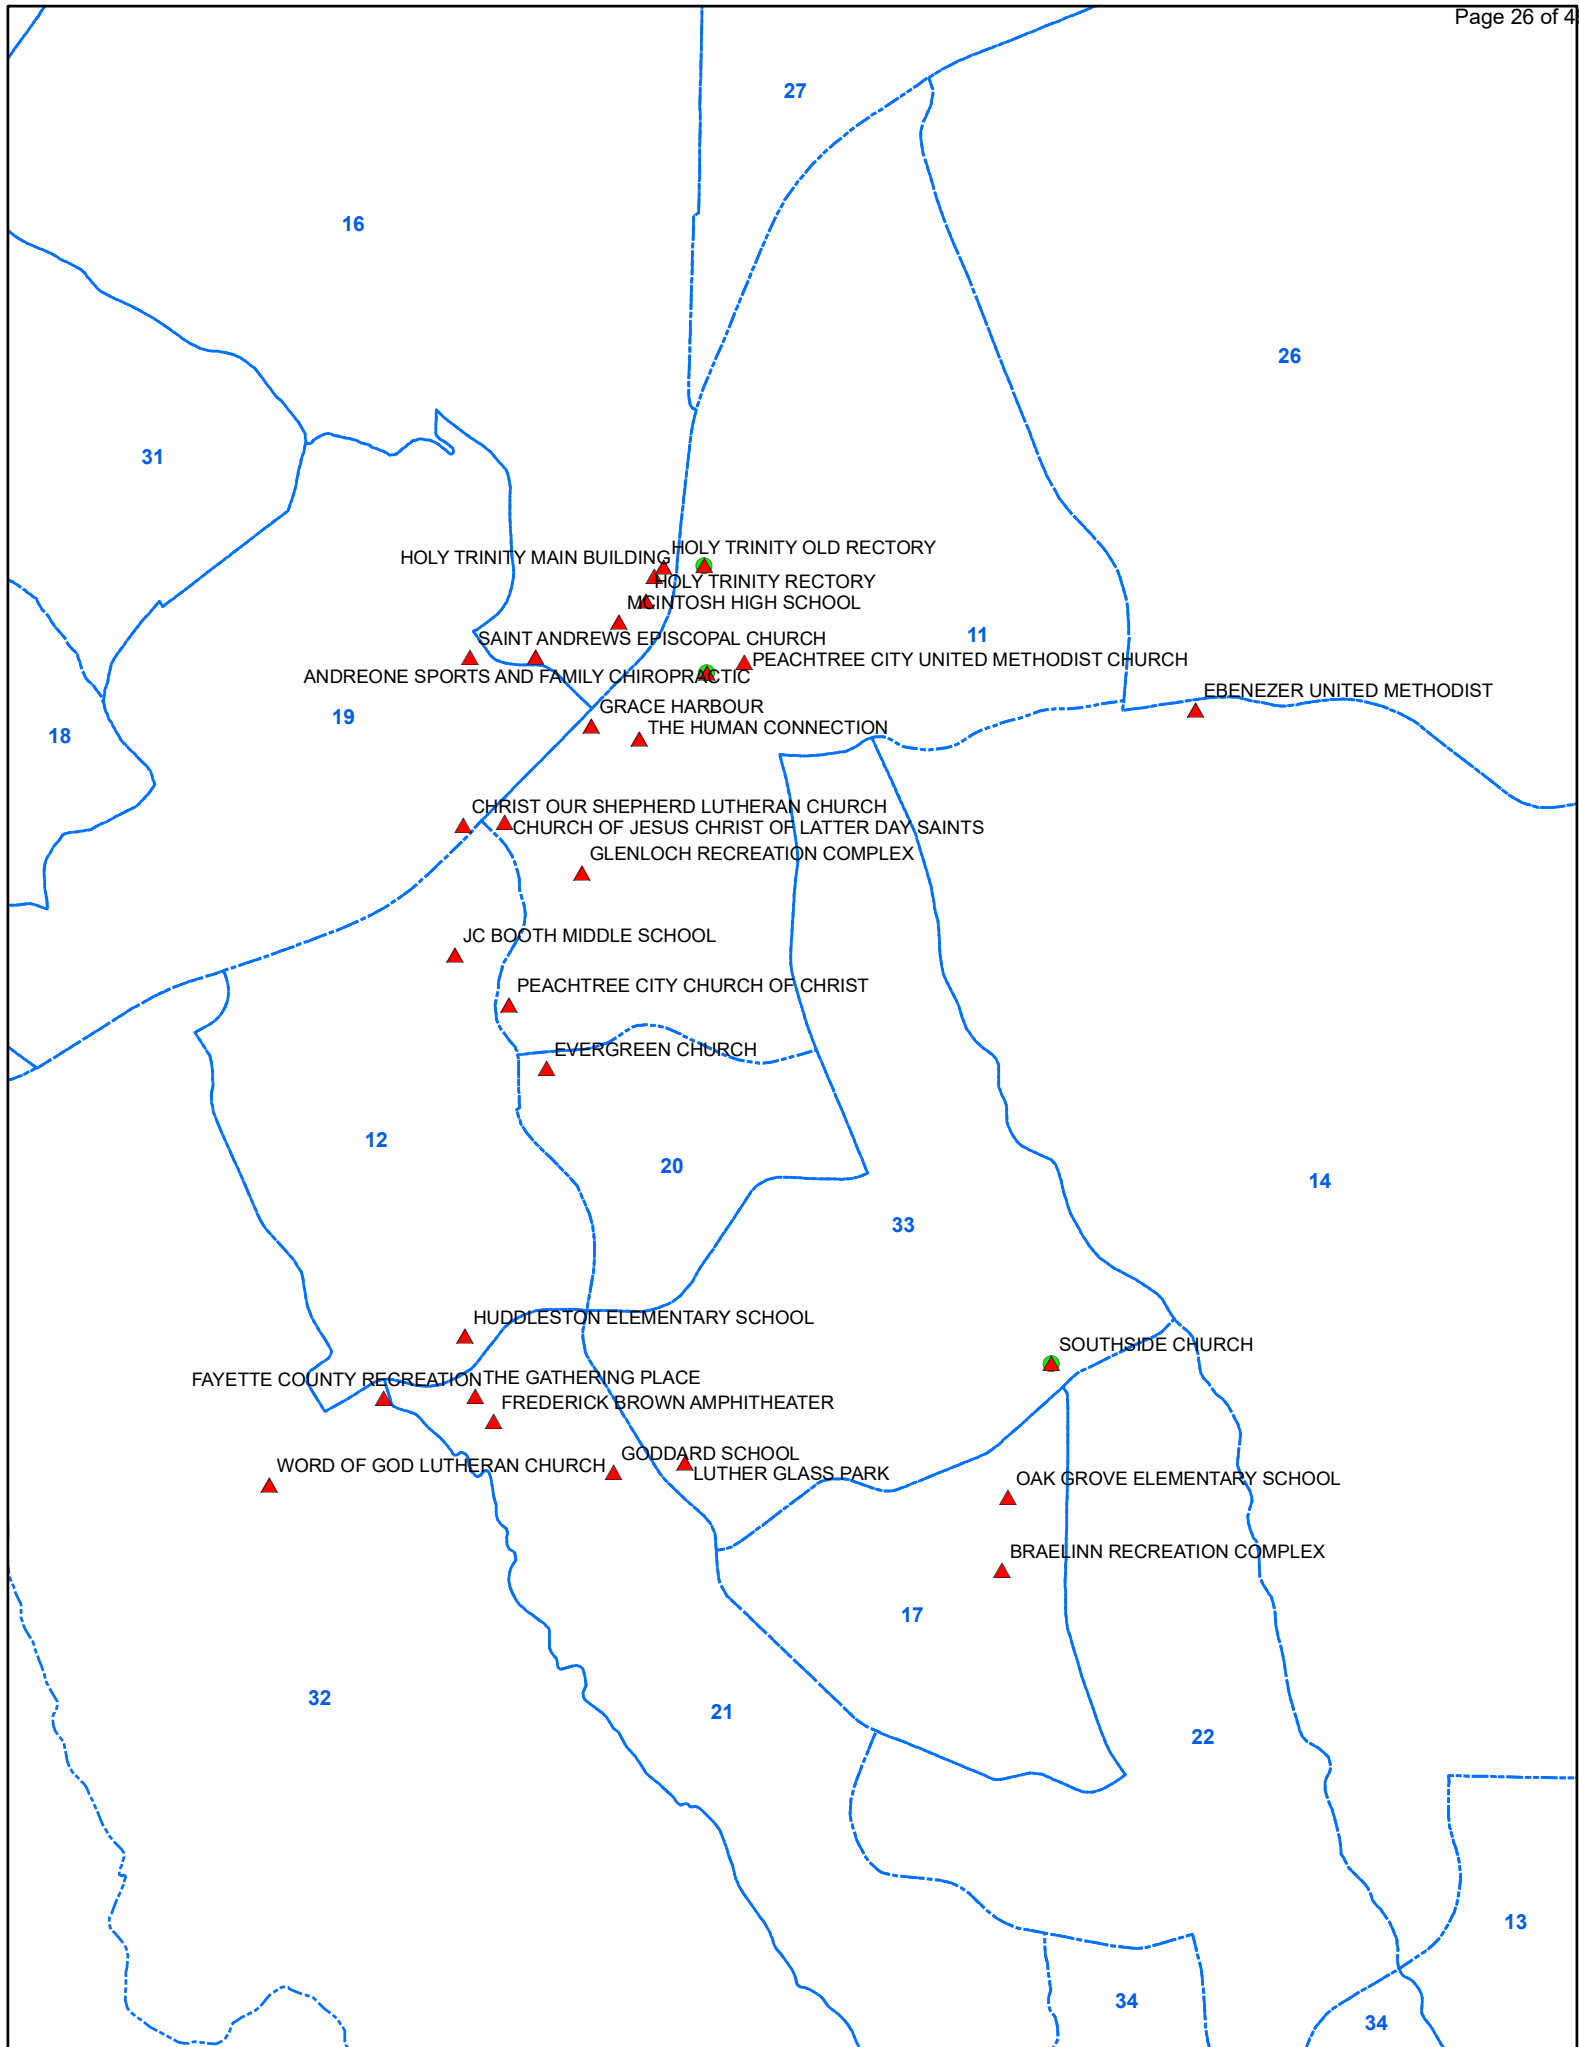 Page 26 of 4
27
16
26
31
HOLY TRINITY OLD RECTORY
HOLY TRINITY MAIN BUILDING
HOLY TRINITY RECTORY
MCINTOSH HIGH SCHOOL
11
SAINT ANDREWS EPISCOPAL CHURCH
PEACHTREE CITY UNITED METHODIST CHURCH
ANDREONE SPORTS AND FAMILY CHIROPRACTIC
EBENEZER UNITED METHODIST
GRACE HARBOUR
19
THE HUMAN CONNECTION
18
CHRIST OUR SHEPHERD LUTHERAN CHURCH
CHURCH OF JESUS CHRIST OF LATTER DAY SAINTS
GLENLOCH RECREATION COMPLEX
JC BOOTH MIDDLE SCHOOL
PEACHTREE CITY CHURCH OF CHRIST
EVERGREEN CHURCH
12
20
14
33
HUDDLESTON ELEMENTARY SCHOOL
SOUTHSIDE CHURCH
FAYETTE COUNTY RECREATION
THE GATHERING PLACE
FREDERICK BROWN AMPHITHEATER
GODDARD SCHOOL
WORD OF GOD LUTHERAN CHURCH
LUTHER GLASS PARK
OAK GROVE ELEMENTARY SCHOOL
BRAELINN RECREATION COMPLEX
17
32
21
22
13
34
34